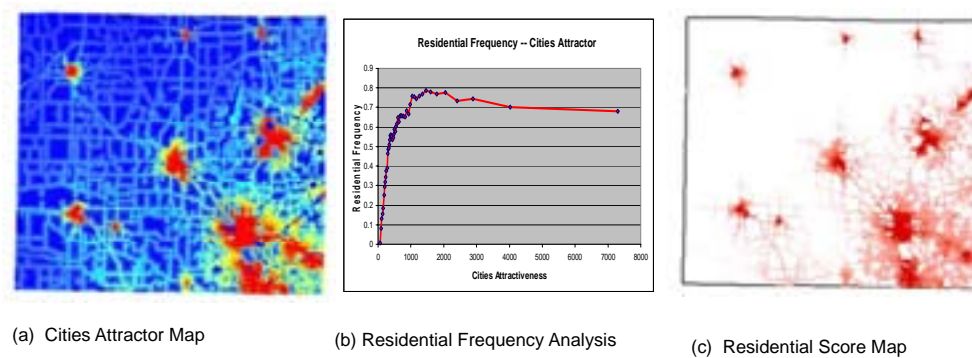 Residential Frequency -- Cities Attractor
0.9
0.8
0.7
0.6
0.5
0.4
0.3
0.2
0.1
0
Residential Frequency
0 1000 2000 3000 4000 5000 6000 7000 8000
Cities Attractiveness
(a) Cities Attractor Map
(b) Residential Frequency Analysis
(c) Residential Score Map